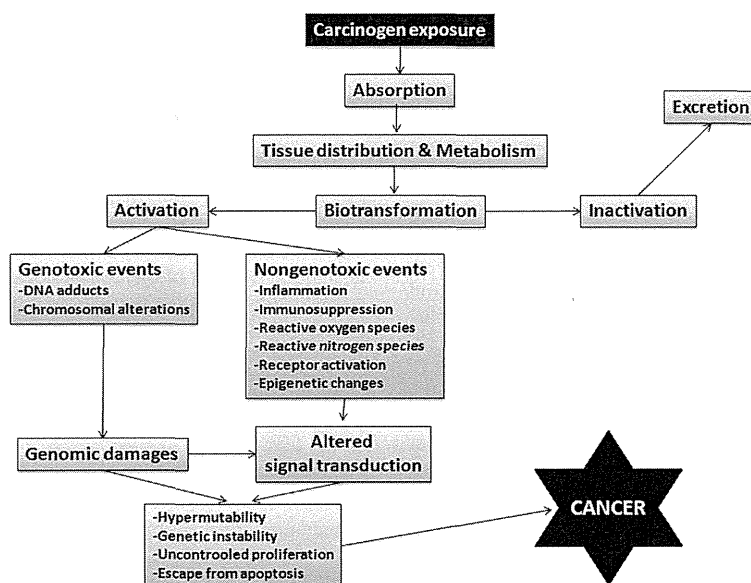 Carcinogen exposure
Absorption
Excretion
Tissue distribution & Metabolism
Activation
Biotransformation
Inactivation
Genotoxic events
-DNA adducts
-Chromosomal alterations
Nongenotoxic events
-Inflammation
-Immunosuppression
-Reactive oxygen species
-Reactive nitrogen species
-Receptor activation
-Epigenetic changes
Genomic damages
Altered
signal transduction
-Hypermutability
-Genetic instability
-Uncontrooled proliferation
-Escape from apoptosis
CANCER